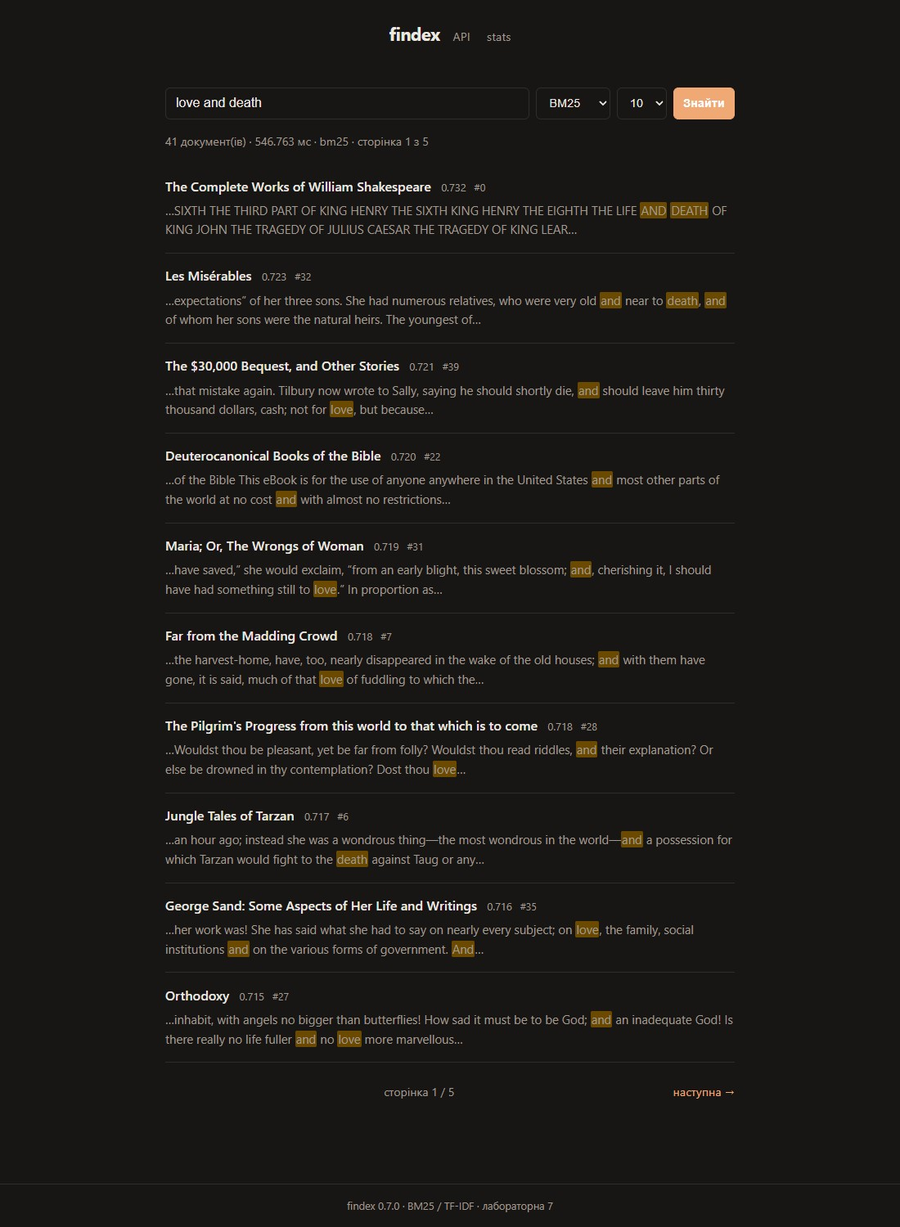 findex API stats
love and death BM25 10 Знайти
41 документ(ів) · 546.763 мс · bm25 · сторінка 1 з 5
The Complete Works of William Shakespeare 0.732 #0
...SIXTH THE THIRD PART OF KING HENRY THE SIXTH KING HENRY THE EIGHTH THE LIFE AND DEATH OF
KING JOHN THE TRAGEDY OF JULIUS CAESAR THE TRAGEDY OF KING LEAR...
Les Misérables 0.723 #32
...expectations” of her three sons. She had numerous relatives, who were very old and near to death, and
of whom her sons were the natural heirs. The youngest of...
The $30,000 Bequest, and Other Stories 0.721 #39
...that mistake again. Tilbury now wrote to Sally, saying he should shortly die, and should leave him thirty
thousand dollars, cash; not for love, but because...
Deuterocanonical Books of the Bible 0.720 #22
...of the Bible This eBook is for the use of anyone anywhere in the United States and most other parts of
the world at no cost and with almost no restrictions...
Maria; Or, The Wrongs of Woman 0.719 #31
...have saved,” she would exclaim, “from an early blight, this sweet blossom; and, cherishing it, I should
have had something still to love.” In proportion as...
Far from the Madding Crowd 0.718 #7
...the harvest-home, have, too, nearly disappeared in the wake of the old houses; and with them have
gone, it is said, much of that love of fuddling to which the...
The Pilgrim's Progress from this world to that which is to come 0.718 #28
...Wouldst thou be pleasant, yet be far from folly? Wouldst thou read riddles, and their explanation? Or
else be drowned in thy contemplation? Dost thou love...
Jungle Tales of Tarzan 0.717 #6
...an hour ago; instead she was a wondrous thing—the most wondrous in the world—and a possession for
which Tarzan would fight to the death against Taug or any...
George Sand: Some Aspects of Her Life and Writings 0.716 #35
...her work was! She has said what she had to say on nearly every subject; on love, the family, social
institutions and on the various forms of government. And...
Orthodoxy 0.715 #27
...inhabit, with angels no bigger than butterflies! How sad it must be to be God; and an inadequate God! Is
there really no life fuller and no love more marvellous...
сторінка 1 / 5 наступна →
findex 0.7.0 · BM25 / TF-IDF · лабораторна 7